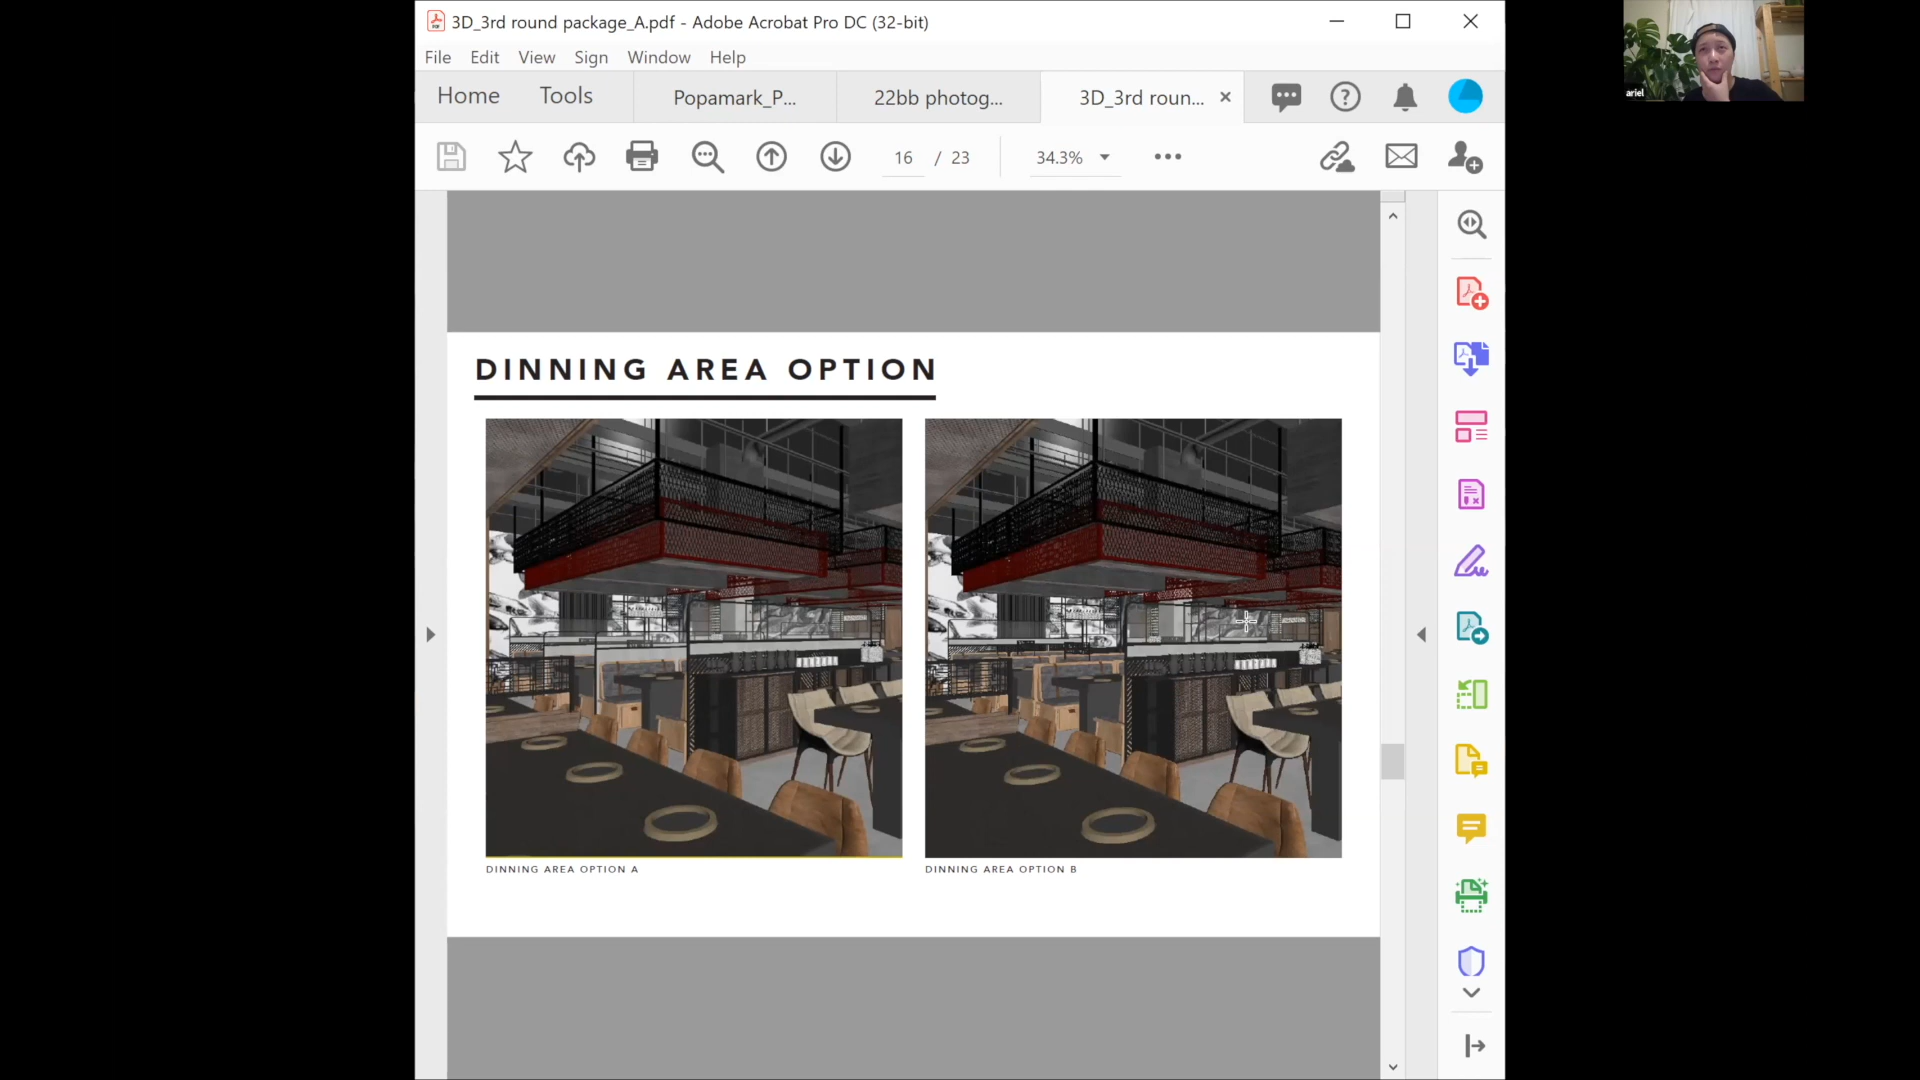 3D_3rd round package_A.pdf - Adobe Acrobat Pro DC (32-bit)
File Edit View Sign Window Help
Home Tools Popamark_P... 22bb photog... 3D_3rd roun...
16 / 23 34.3%
DINNING AREA OPTION
DINNING AREA OPTION A DINNING AREA OPTION B
ariel